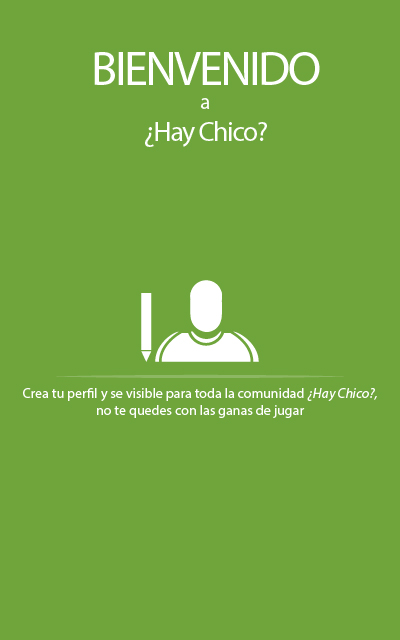 BIENVENIDO
a
¿Hay Chico?
Crea tu perfil y se visible para toda la comunidad ¿Hay Chico?,
no te quedes con las ganas de jugar